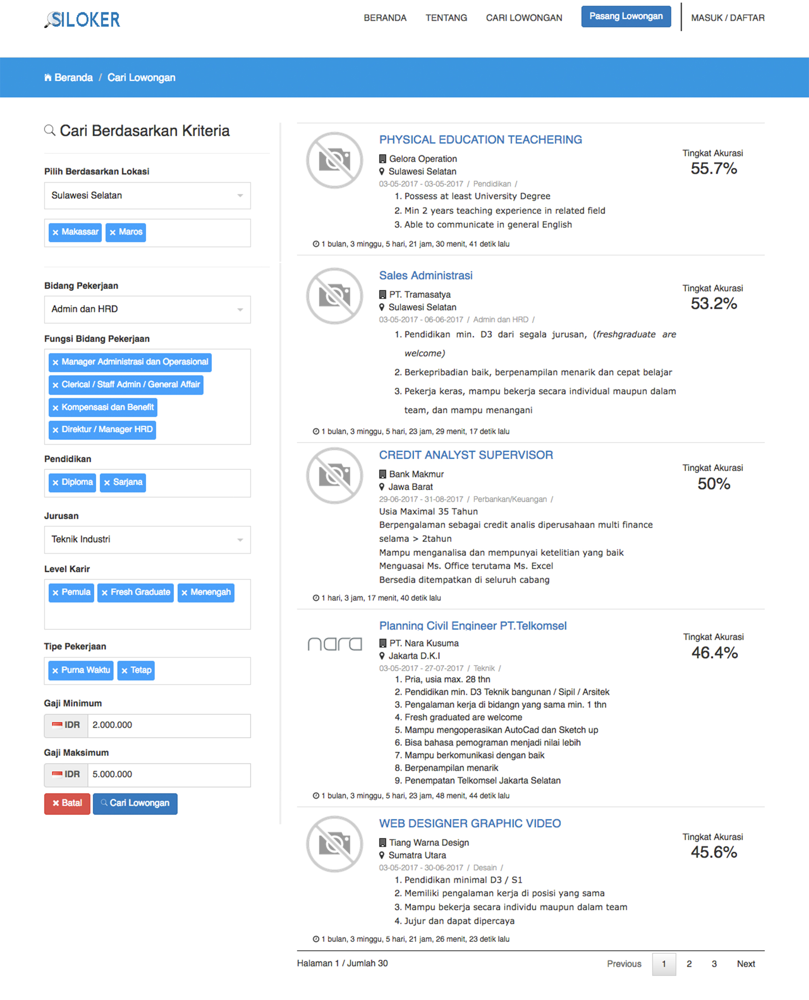 SILOKER
BERANDA TENTANG CARI LOWONGAN Pasang Lowongan MASUK / DAFTAR
Beranda / Cari Lowongan
Cari Berdasarkan Kriteria
Pilih Berdasarkan Lokasi
Sulawesi Selatan
× Makassar × Maros
Bidang Pekerjaan
Admin dan HRD
Fungsi Bidang Pekerjaan
× Manager Administrasi dan Operasional
× Clerical / Staff Admin / General Affair
× Kompensasi dan Benefit
× Direktur / Manager HRD
Pendidikan
× Diploma × Sarjana
Jurusan
Teknik Industri
Level Karir
× Pemula × Fresh Graduate × Menengah
Tipe Pekerjaan
× Purna Waktu × Tetap
Gaji Minimum
IDR 2.000.000
Gaji Maksimum
IDR 5.000.000
× Batal Cari Lowongan
PHYSICAL EDUCATION TEACHERING
Gelora Operation
Sulawesi Selatan
03-05-2017 - 03-05-2017 / Pendidikan /
1. Possess at least University Degree
2. Min 2 years teaching experience in related field
3. Able to communicate in general English
1 bulan, 3 minggu, 5 hari, 21 jam, 30 menit, 41 detik lalu
Tingkat Akurasi
55.7%
Sales Administrasi
PT. Tramasatya
Sulawesi Selatan
03-05-2017 - 06-06-2017 / Admin dan HRD /
1. Pendidikan min. D3 dari segala jurusan, (freshgraduate are
welcome)
2. Berkepribadian baik, berpenampilan menarik dan cepat belajar
3. Pekerja keras, mampu bekerja secara individual maupun dalam
team, dan mampu menangani
1 bulan, 3 minggu, 5 hari, 23 jam, 29 menit, 17 detik lalu
Tingkat Akurasi
53.2%
CREDIT ANALYST SUPERVISOR
Bank Makmur
Jawa Barat
29-06-2017 - 31-08-2017 / Perbankan/Keuangan /
Usia Maximal 35 Tahun
Berpengalaman sebagai credit analis diperusahaan multi finance
selama > 2tahun
Mampu menganalisa dan mempunyai ketelitian yang baik
Menguasai Ms. Office terutama Ms. Excel
Bersedia ditempatkan di seluruh cabang
1 hari, 3 jam, 17 menit, 40 detik lalu
Tingkat Akurasi
50%
nara
Planning Civil Engineer PT.Telkomsel
PT. Nara Kusuma
Jakarta D.K.I
03-05-2017 - 27-07-2017 / Teknik /
1. Pria, usia max. 28 thn
2. Pendidikan min. D3 Teknik bangunan / Sipil / Arsitek
3. Pengalaman kerja di bidangn yang sama min. 1 thn
4. Fresh graduated are welcome
5. Mampu mengoperasikan AutoCad dan Sketch up
6. Bisa bahasa pemograman menjadi nilai lebih
7. Mampu berkomunikasi dengan baik
8. Berpenampilan menarik
9. Penempatan Telkomsel Jakarta Selatan
1 bulan, 3 minggu, 5 hari, 23 jam, 48 menit, 44 detik lalu
Tingkat Akurasi
46.4%
WEB DESIGNER GRAPHIC VIDEO
Tiang Warna Design
Sumatra Utara
03-05-2017 - 30-06-2017 / Desain /
1. Pendidikan minimal D3 / S1
2. Memiliki pengalaman kerja di posisi yang sama
3. Mampu bekerja secara individu maupun dalam team
4. Jujur dan dapat dipercaya
1 bulan, 3 minggu, 5 hari, 21 jam, 26 menit, 23 detik lalu
Tingkat Akurasi
45.6%
Halaman 1 / Jumlah 30
Previous 1 2 3 Next